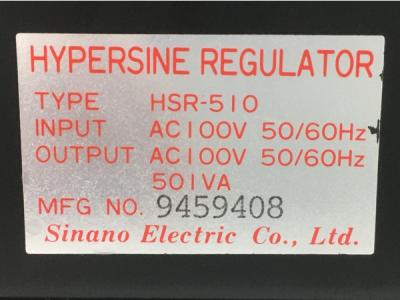 HYPERSINE REGULATOR
TYPE HSR-510
INPUT AC100V 50/60Hz
OUTPUT AC100V 50/60Hz
501VA
MFG NO. 9459408
Sinano Electric Co., Ltd.